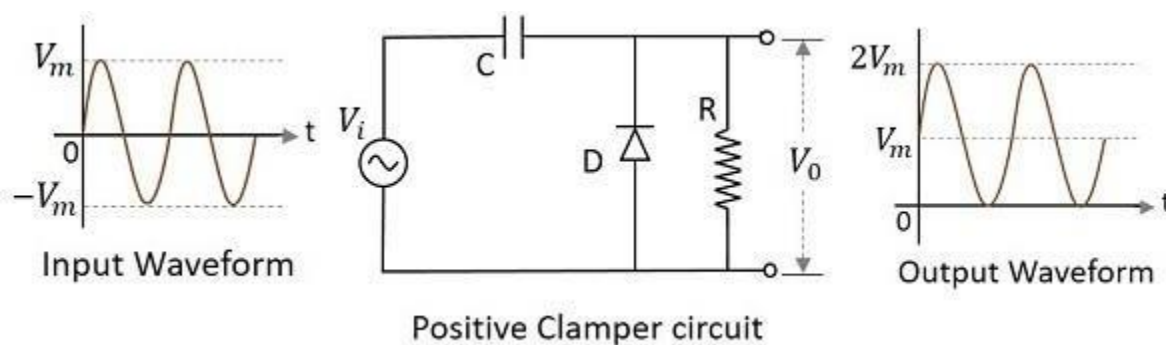 V_m
0
t
-V_m
Input Waveform
V_i
C
D
R
V_0
Positive Clamper circuit
2V_m
V_m
0
t
Output Waveform